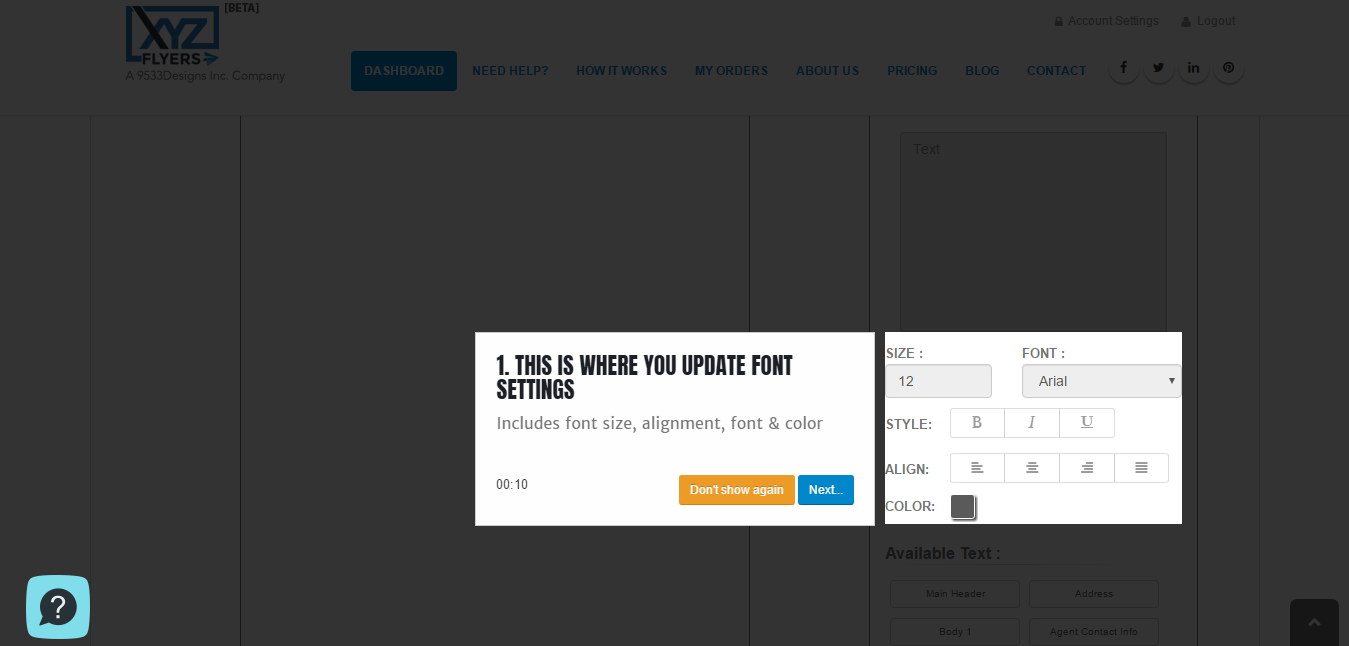 [BETA]
XYZ
FLYERS
A 9533Designs Inc. Company
Account Settings
Logout
DASHBOARD
NEED HELP?
HOW IT WORKS
MY ORDERS
ABOUT US
PRICING
BLOG
CONTACT
Text
1. THIS IS WHERE YOU UPDATE FONT
SETTINGS
Includes font size, alignment, font & color
00:10
Don't show again
Next...
SIZE :
FONT :
12
Arial
STYLE:
B
I
U
ALIGN:
COLOR:
Available Text :
Main Header
Address
Body 1
Agent Contact Info
?